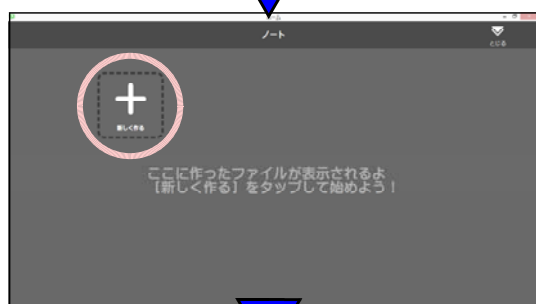 ノート
とじる
新しく作る
ここに作ったファイルが表示されるよ
[新しく作る]をタップして始めよう！